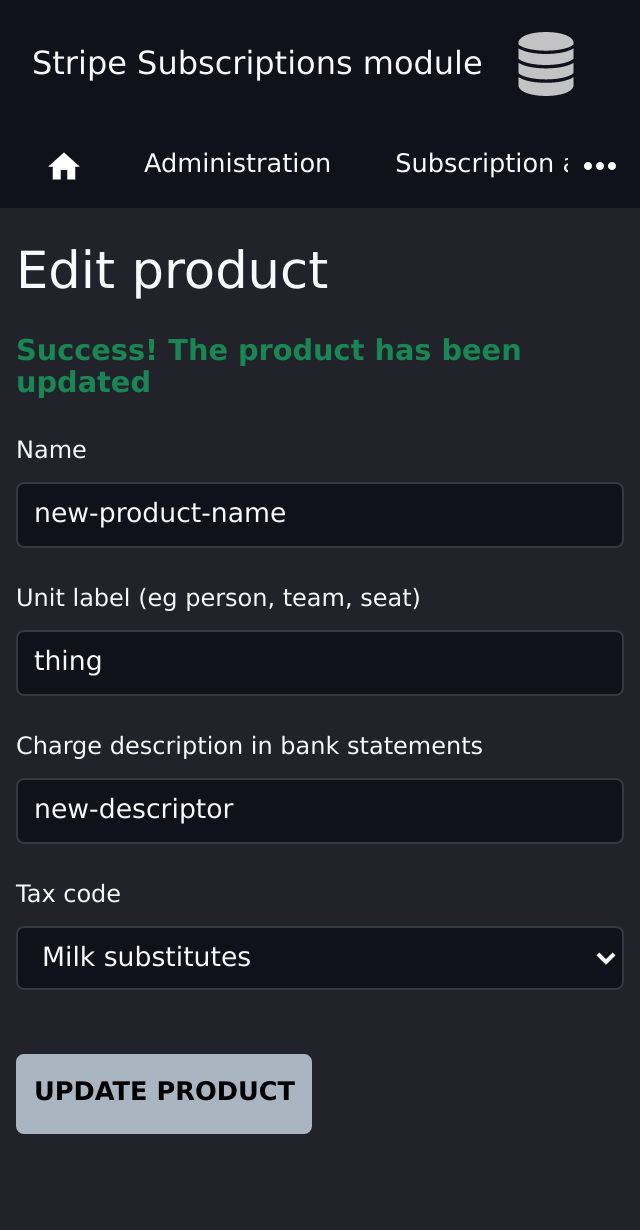 Stripe Subscriptions module
Administration Subscription
Edit product
Success! The product has been
updated
Name
new-product-name
Unit label (eg person, team, seat)
thing
Charge description in bank statements
new-descriptor
Tax code
Milk substitutes
UPDATE PRODUCT